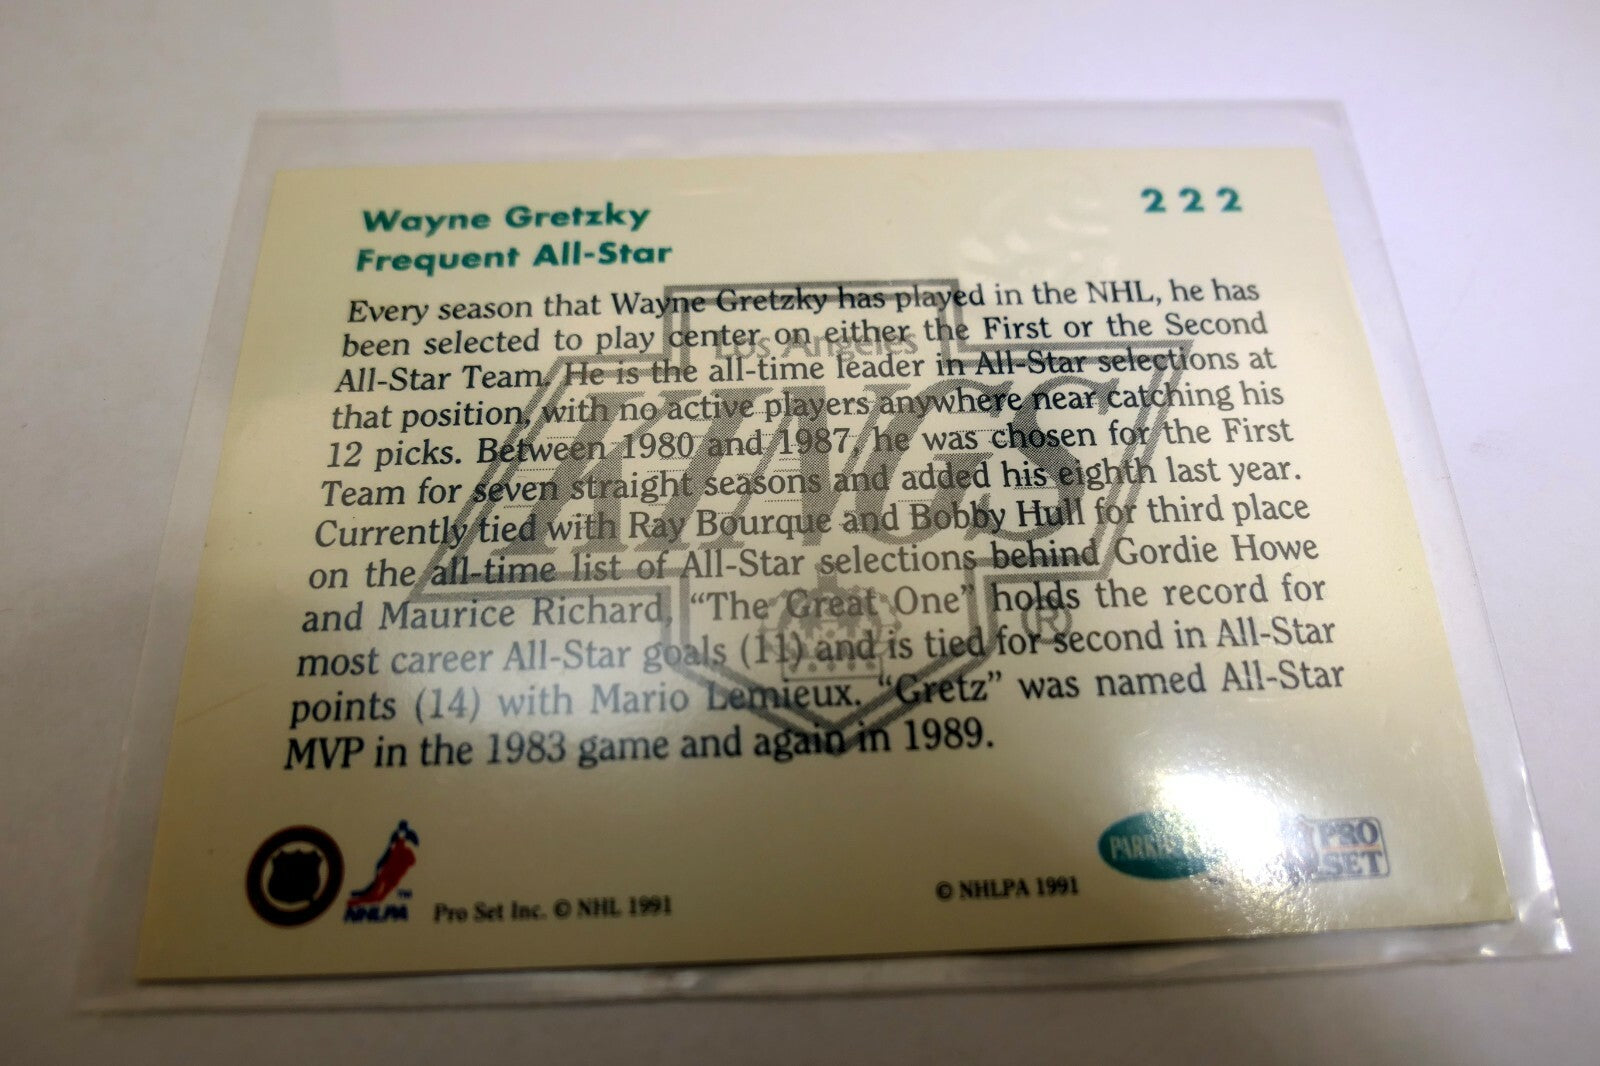 Wayne Gretzky
222
Frequent All-Star
Every season that Wayne Gretzky has played in the NHL, he has
been selected to play center on either the First or the Second
All-Star Team. He is the all-time leader in All-Star selections at
that position, with no active players anywhere near catching his
12 picks. Between 1980 and 1987, he was chosen for the First
Team for seven straight seasons and added his eighth last year.
Currently tied with Ray Bourque and Bobby Hull for third place
on the all-time list of All-Star selections behind Gordie Howe
and Maurice Richard, “The Great One” holds the record for
most career All-Star goals (11) and is tied for second in All-Star
points (14) with Mario Lemieux. “Gretz” was named All-Star
MVP in the 1983 game and again in 1989.
Los Angeles
KINGS
®
NHLPA
TM
Pro Set Inc. © NHL 1991
© NHLPA 1991
PRO
SET